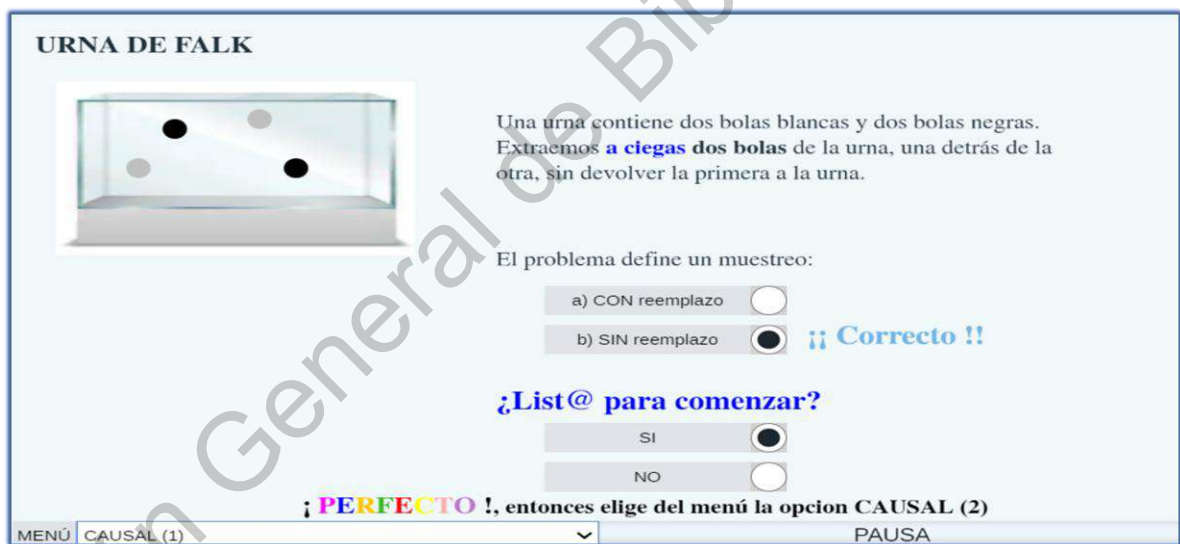 URNA DE FALK
Una urna contiene dos bolas blancas y dos bolas negras.
Extraemos a ciegas dos bolas de la urna, una detrás de la
otra, sin devolver la primera a la urna.
El problema define un muestreo:
a) CON reemplazo
b) SIN reemplazo
¡¡ Correcto !!
¿List@ para comenzar?
SI
NO
¡ PERFECTO !, entonces elige del menú la opcion CAUSAL (2)
MENÚ CAUSAL (1)
PAUSA
n General de Bib